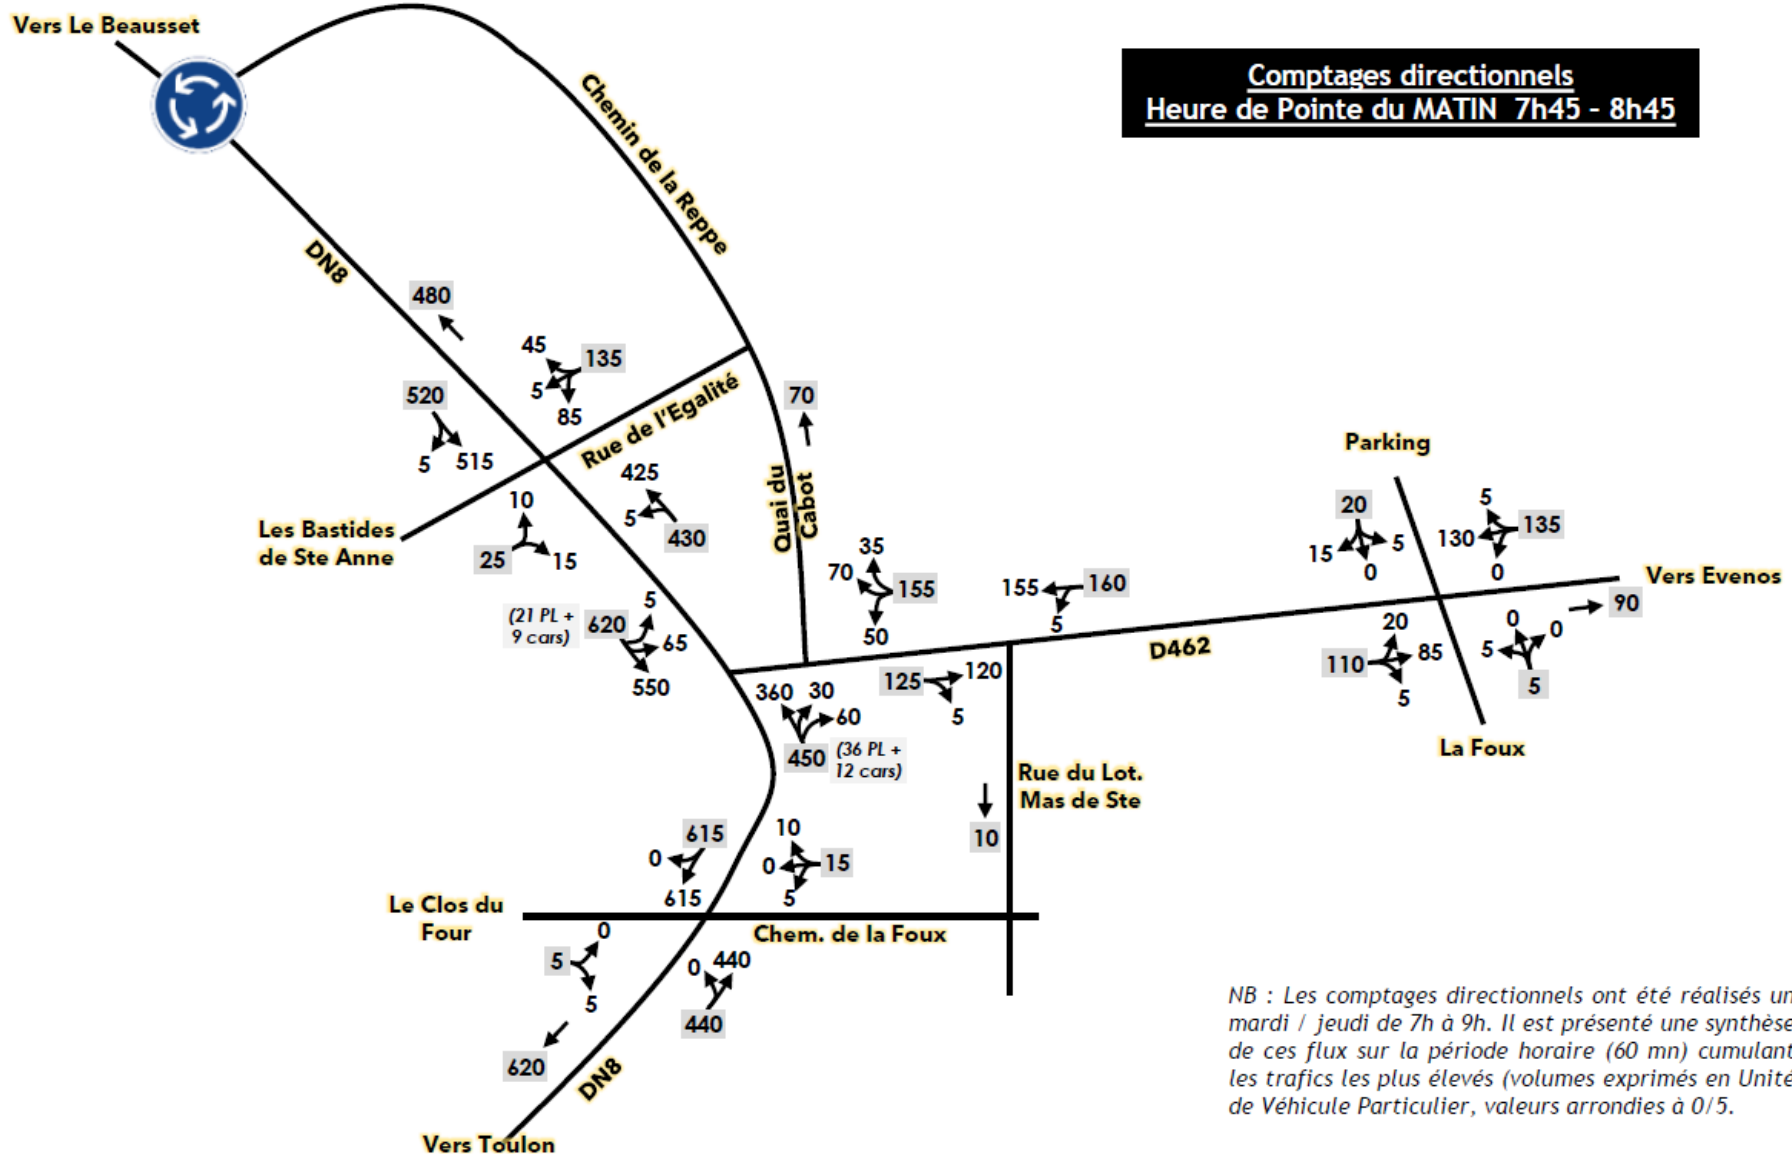 Vers Le Beausset
Comptages directionnels
Heure de Pointe du MATIN 7h45 – 8h45
Chemin de la Reppe
DN8
480
45
135
5
85
520
5
515
Rue de l'Egalité
70
Quai du
Cabot
425
5
430
10
25
15
Les Bastides
de Ste Anne
Parking
20
15
5
0
5
130
135
0
Vers Evenos
90
35
70
155
50
155
160
5
(21 PL +
9 cars)
620
5
65
550
D462
20
110
85
5
0
0
5
5
La Foux
125
120
5
360
30
60
450
(36 PL +
12 cars)
Rue du Lot.
Mas de Ste
10
615
0
615
10
0
15
5
Le Clos du
Four
Chem. de la Foux
0
5
5
0
440
440
620
DN8
Vers Toulon
NB : Les comptages directionnels ont été réalisés un
mardi / jeudi de 7h à 9h. Il est présenté une synthèse
de ces flux sur la période horaire (60 mn) cumulant
les trafics les plus élevés (volumes exprimés en Unité
de Véhicule Particulier, valeurs arrondies à 0/5.